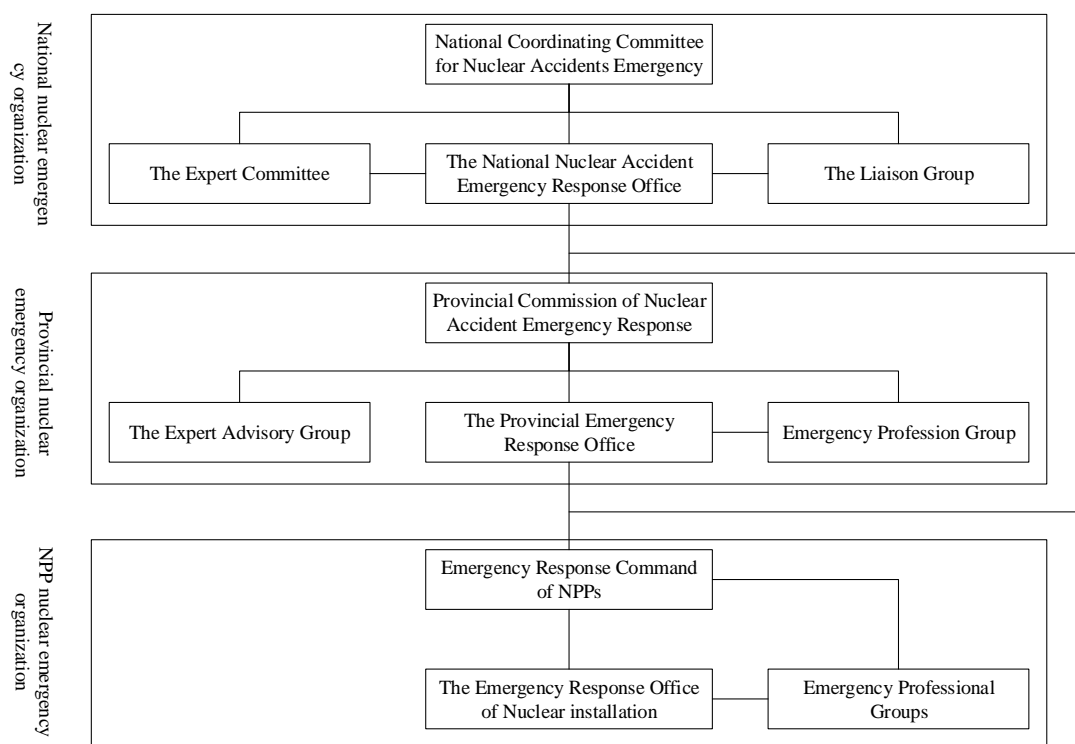 National nuclear emergen
cy organization
National Coordinating Committee
for Nuclear Accidents Emergency
The Expert Committee
The National Nuclear Accident
Emergency Response Office
The Liaison Group
Provincial nuclear
emergency organization
Provincial Commission of Nuclear
Accident Emergency Response
The Expert Advisory Group
The Provincial Emergency
Response Office
Emergency Profession Group
NPP nuclear emergency
organization
Emergency Response Command
of NPPs
The Emergency Response Office
of Nuclear installation
Emergency Professional
Groups